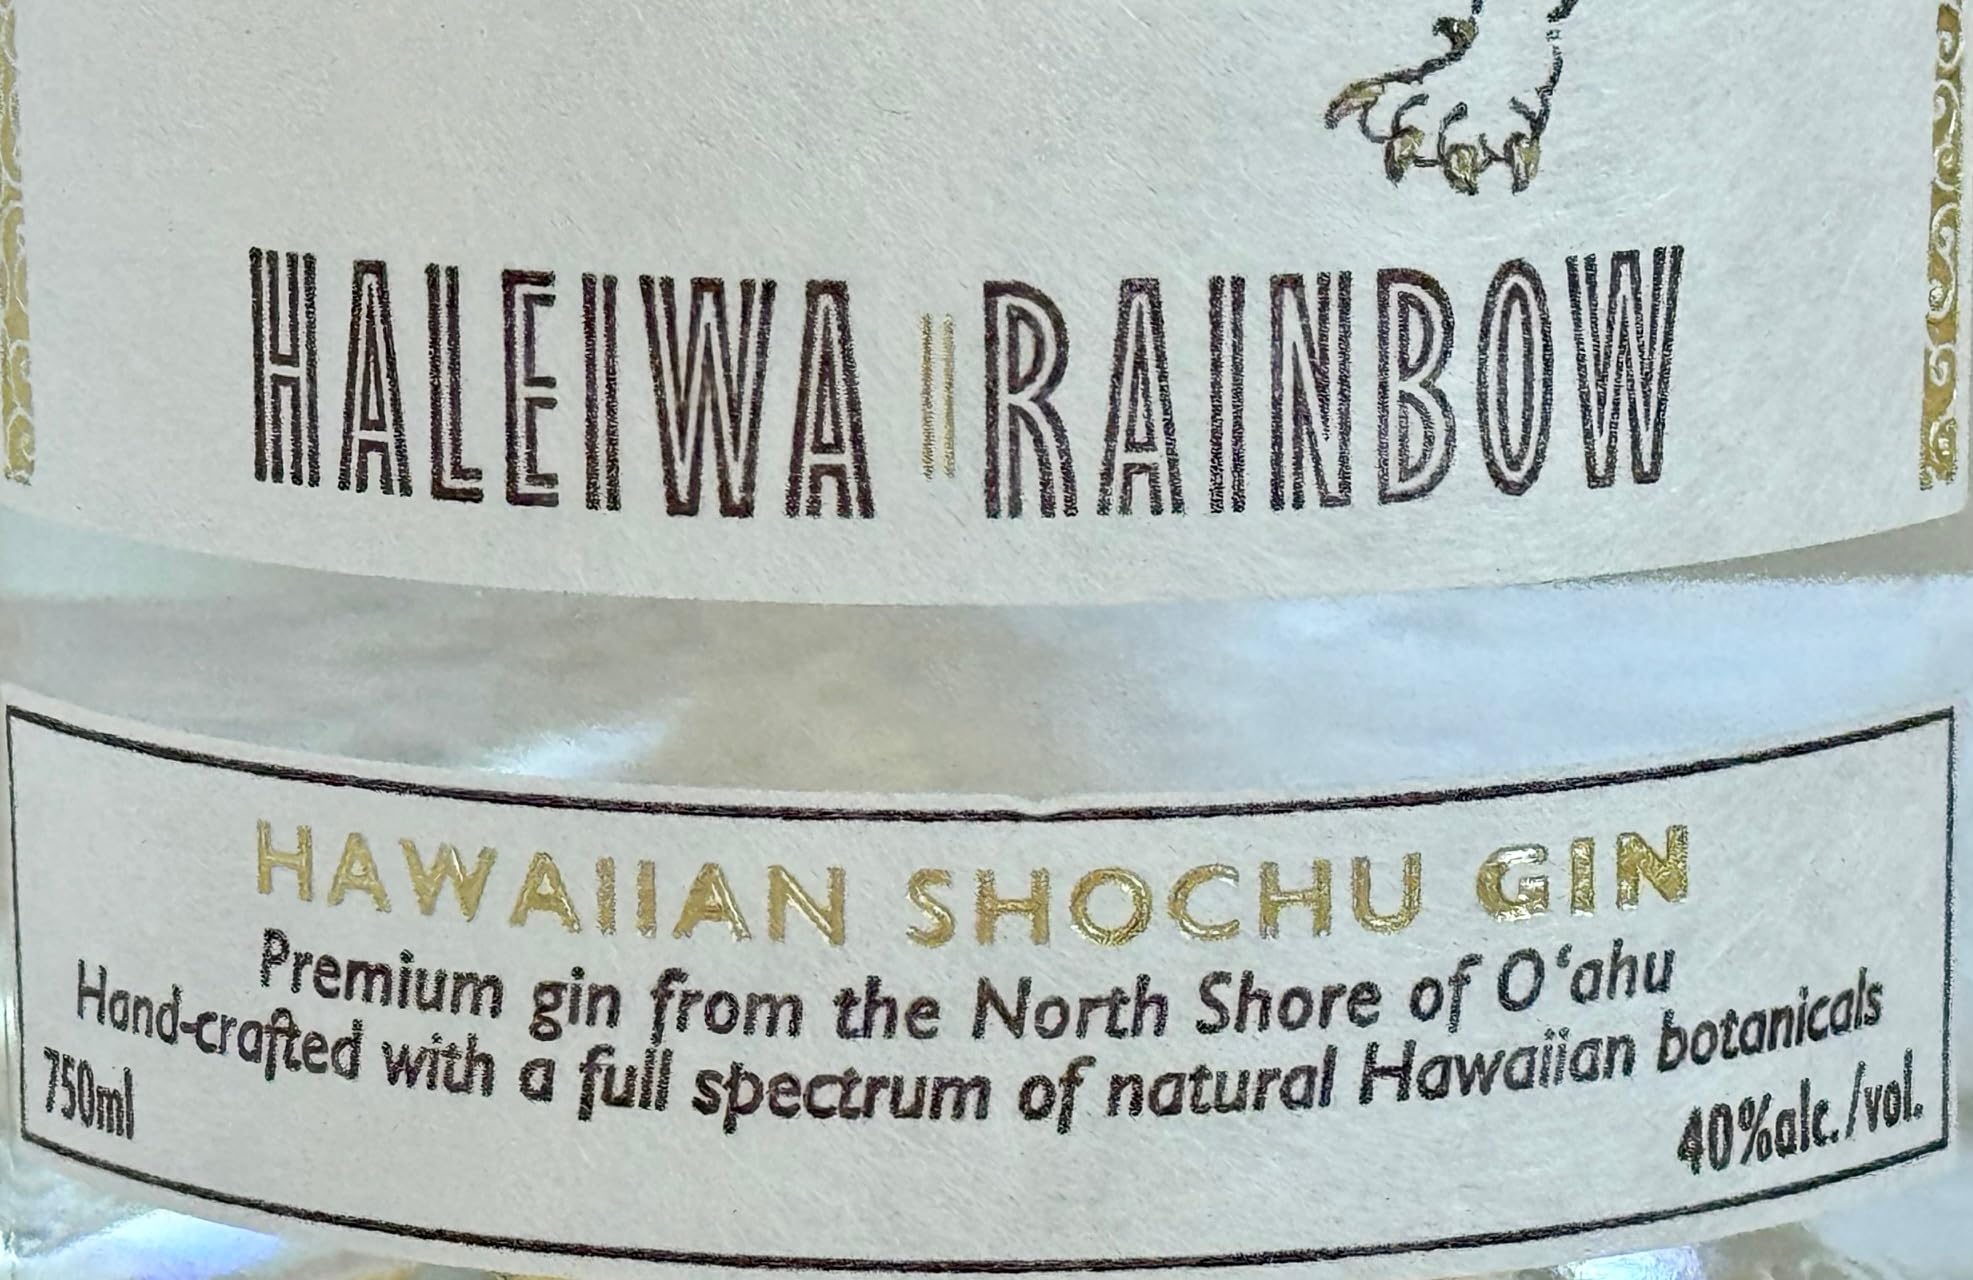 HALEIWA | RAINBOW
HAWAIIAN SHOCHU GIN
Premium gin from the North Shore of Oʻahu
Hand-crafted with a full spectrum of natural Hawaiian botanicals
750ml
40%alc./vol.